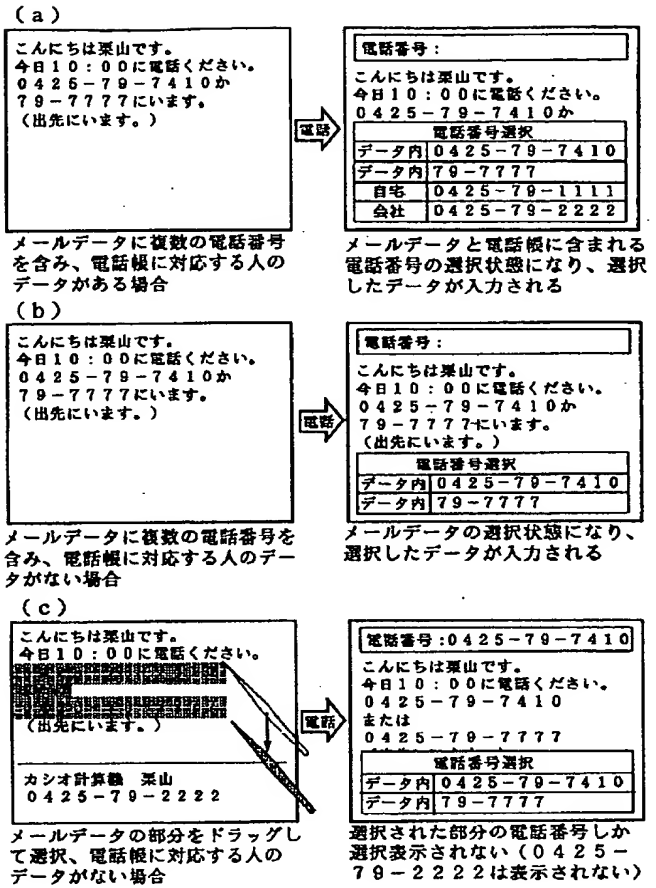 (a)
こんにちは栗山です。
今日10:00に電話ください。
0425-79-7410か
79-7777にいます。
(出先にいます。)
電話
電話番号:
こんにちは栗山です。
今日10:00に電話ください。
0425-79-7410か
電話番号選択
データ内 0425-79-7410
データ内 79-7777
自宅 0425-79-1111
会社 0425-79-2222
メールデータに複数の電話番号
を含み、電話帳に対応する人の
データがある場合
メールデータと電話帳に含まれる
電話番号の選択状態になり、選択
したデータが入力される
(b)
こんにちは栗山です。
今日10:00に電話ください。
0425-79-7410か
79-7777にいます。
(出先にいます。)
電話
電話番号:
こんにちは栗山です。
今日10:00に電話ください。
0425-79-7410か
79-7777にいます。
(出先にいます。)
電話番号選択
データ内 0425-79-7410
データ内 79-7777
メールデータに複数の電話番号を
含み、電話帳に対応する人のデー
タがない場合
メールデータの選択状態になり、
選択したデータが入力される
(c)
こんにちは栗山です。
今日10:00に電話ください。
(出先にいます。)
カシオ計算機 栗山
0425-79-2222
電話
電話番号:0425-79-7410
こんにちは栗山です。
今日10:00に電話ください。
0425-79-7410
または
0425-79-7777
電話番号選択
データ内 0425-79-7410
データ内 79-7777
メールデータの部分をドラッグし
て選択、電話帳に対応する人の
データがない場合
選択された部分の電話番号しか
選択表示されない(0425-
79-2222は表示されない)